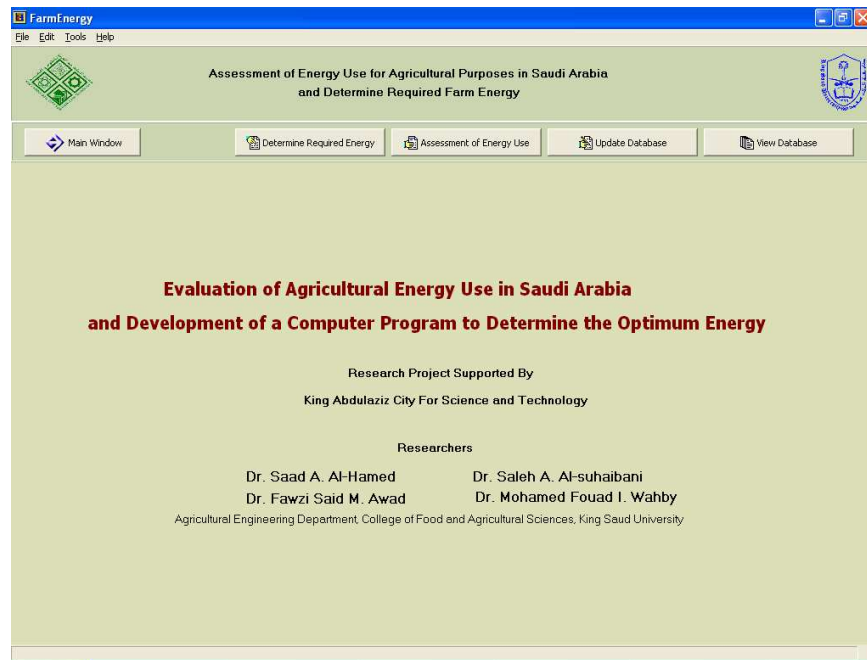 FarmEnergy
File Edit Tools Help
Assessment of Energy Use for Agricultural Purposes in Saudi Arabia
and Determine Required Farm Energy
Main Window
Determine Required Energy
Assessment of Energy Use
Update Database
View Database
Evaluation of Agricultural Energy Use in Saudi Arabia
and Development of a Computer Program to Determine the Optimum Energy
Research Project Supported By
King Abdulaziz City For Science and Technology
Researchers
Dr. Saad A. Al-Hamed
Dr. Saleh A. Al-suhaibani
Dr. Fawzi Said M. Awad
Dr. Mohamed Fouad I. Wahby
Agricultural Engineering Department, College of Food and Agricultural Sciences, King Saud University